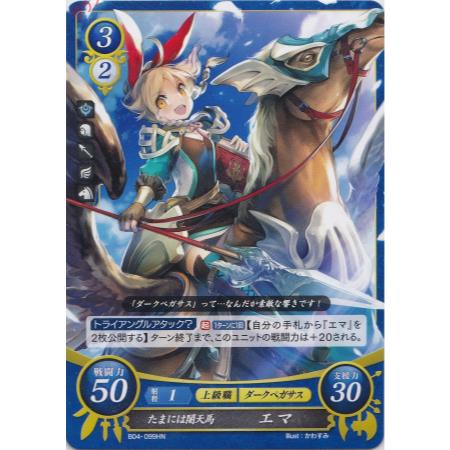 3
2
「ダークペガサス」って…なんだか素敵な響きです!
トライアングルアタック? 起 1ターンに1回 【自分の手札から『エマ』を
2枚公開する】ターン終了まで、このユニットの戦闘力は+20される。
戦闘力
50
射程
1
上級職
ダークペガサス
支援力
30
たまには闇天馬
エマ
B04-099HN
Illust:かわすみ